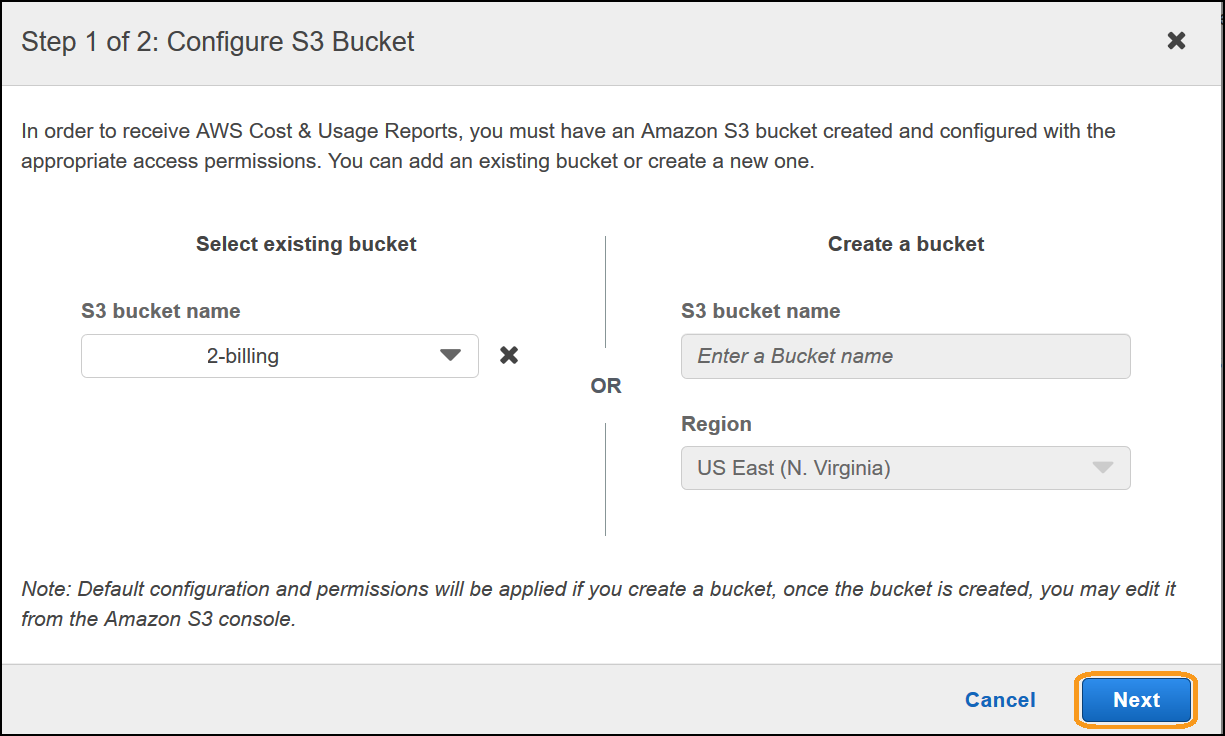 Step 1 of 2: Configure S3 Bucket
In order to receive AWS Cost & Usage Reports, you must have an Amazon S3 bucket created and configured with the
appropriate access permissions. You can add an existing bucket or create a new one.
Select existing bucket
S3 bucket name
2-billing
OR
Create a bucket
S3 bucket name
Enter a Bucket name
Region
US East (N. Virginia)
Note: Default configuration and permissions will be applied if you create a bucket, once the bucket is created, you may edit it
from the Amazon S3 console.
Cancel
Next